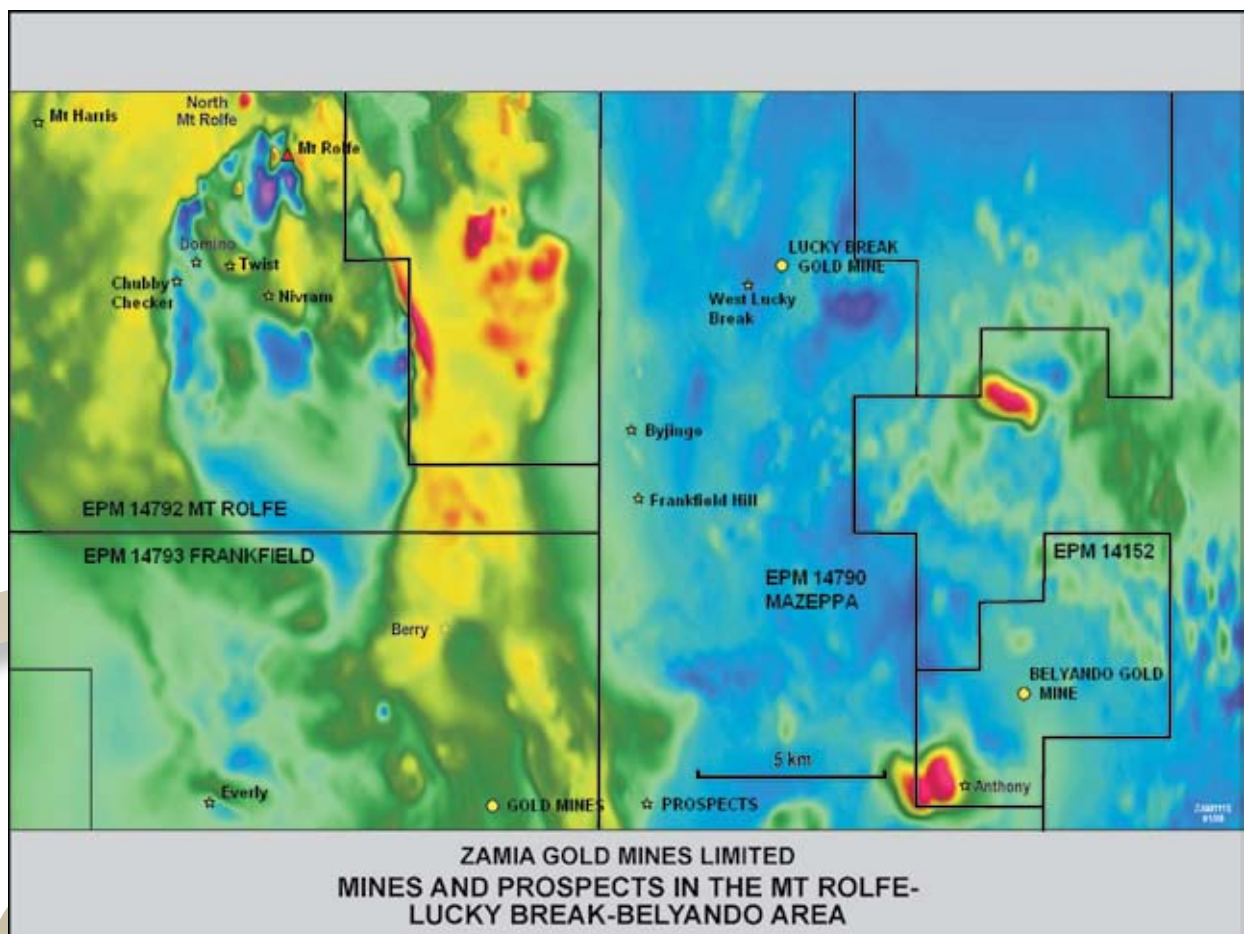 North
Mt Rolfe
Mt Harris
Mt Rolfe
Domino
Twist
Chubby
Checker
Nivram
LUCKY BREAK
GOLD MINE
West Lucky
Break
Byjingo
Frankfield Hill
EPM 14792 MT ROLFE
EPM 14793 FRANKFIELD
EPM 14152
EPM 14790
MAZEPPA
Berry
BELYANDO GOLD
MINE
5 km
Everly
GOLD MINES
PROSPECTS
Anthony
ZAMIA GOLD MINES LIMITED
MINES AND PROSPECTS IN THE MT ROLFE-
LUCKY BREAK-BELYANDO AREA